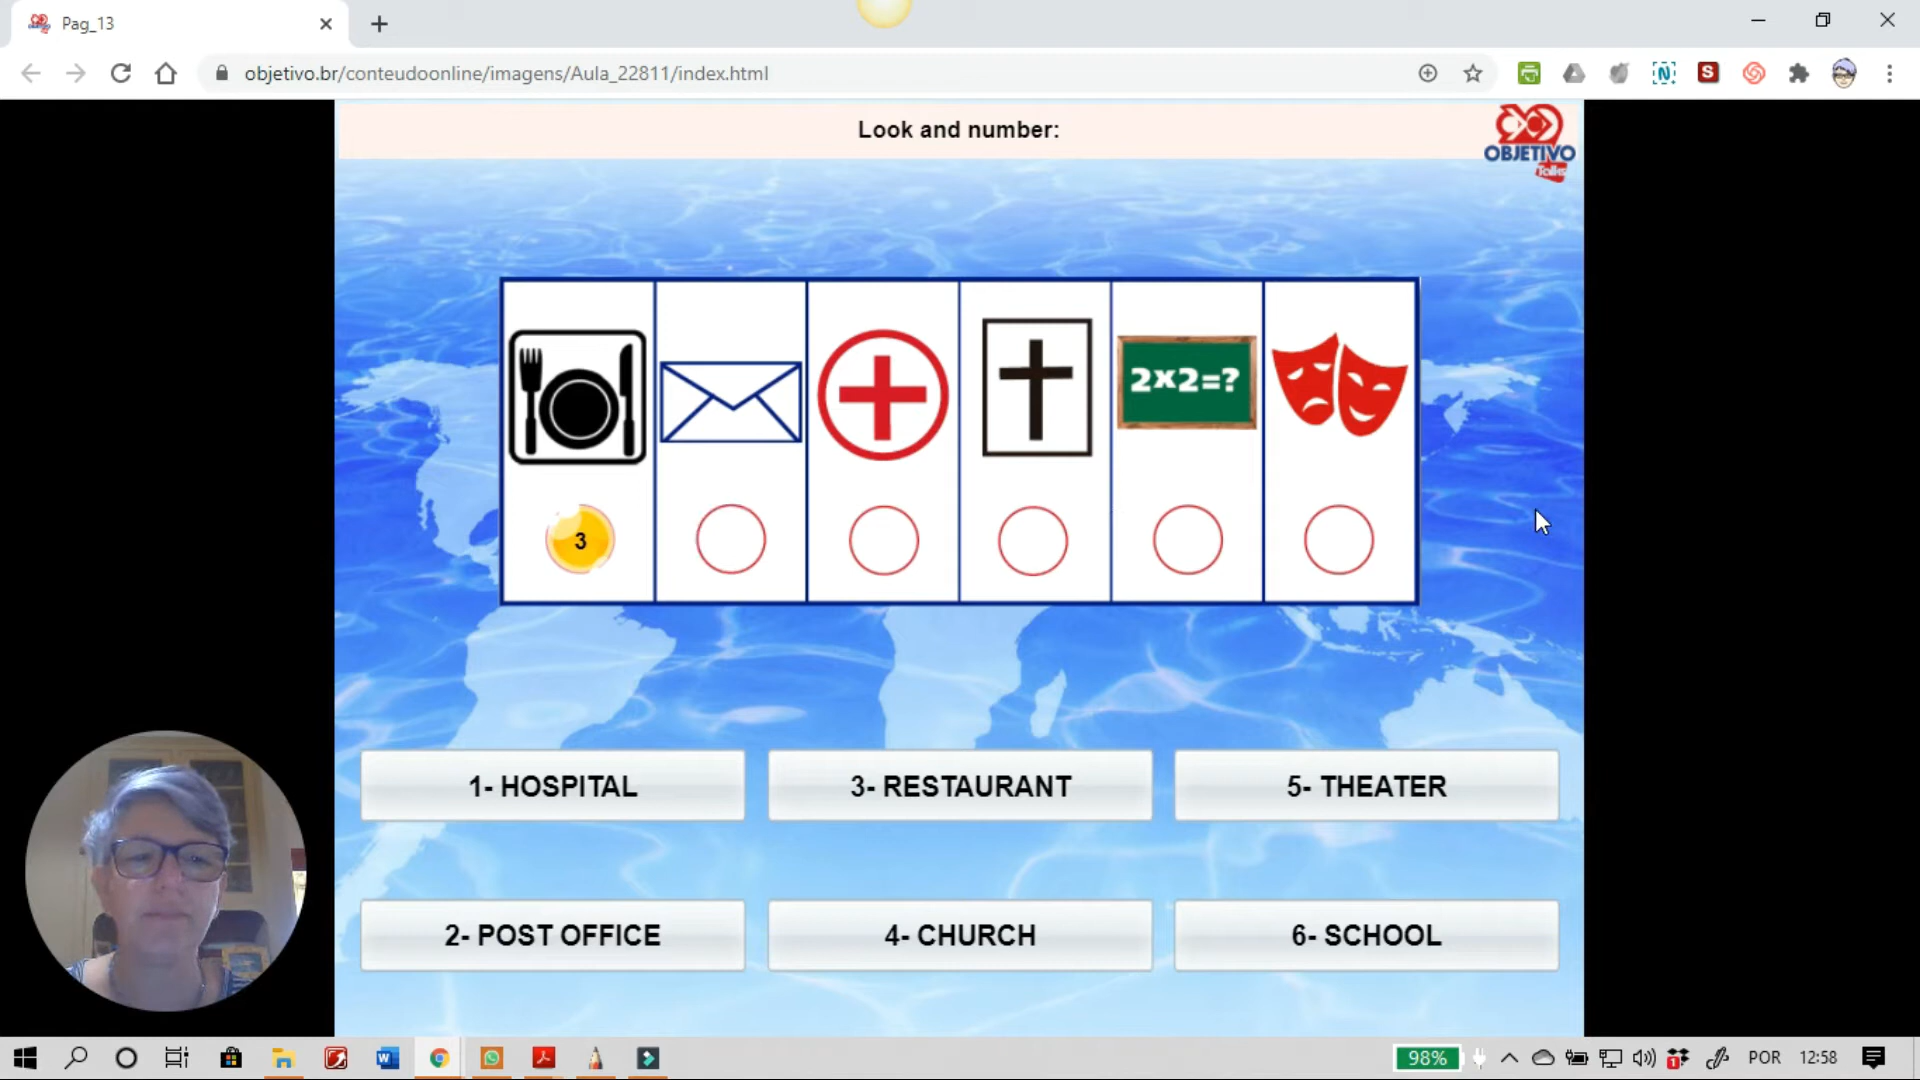 Pag_13
objetivo.br/conteudoonline/imagens/Aula_22811/index.html
Look and number:
OBJETIVO
Talks
2x2=?
3
1- HOSPITAL
3- RESTAURANT
5- THEATER
2- POST OFFICE
4- CHURCH
6- SCHOOL
98%
POR
12:58